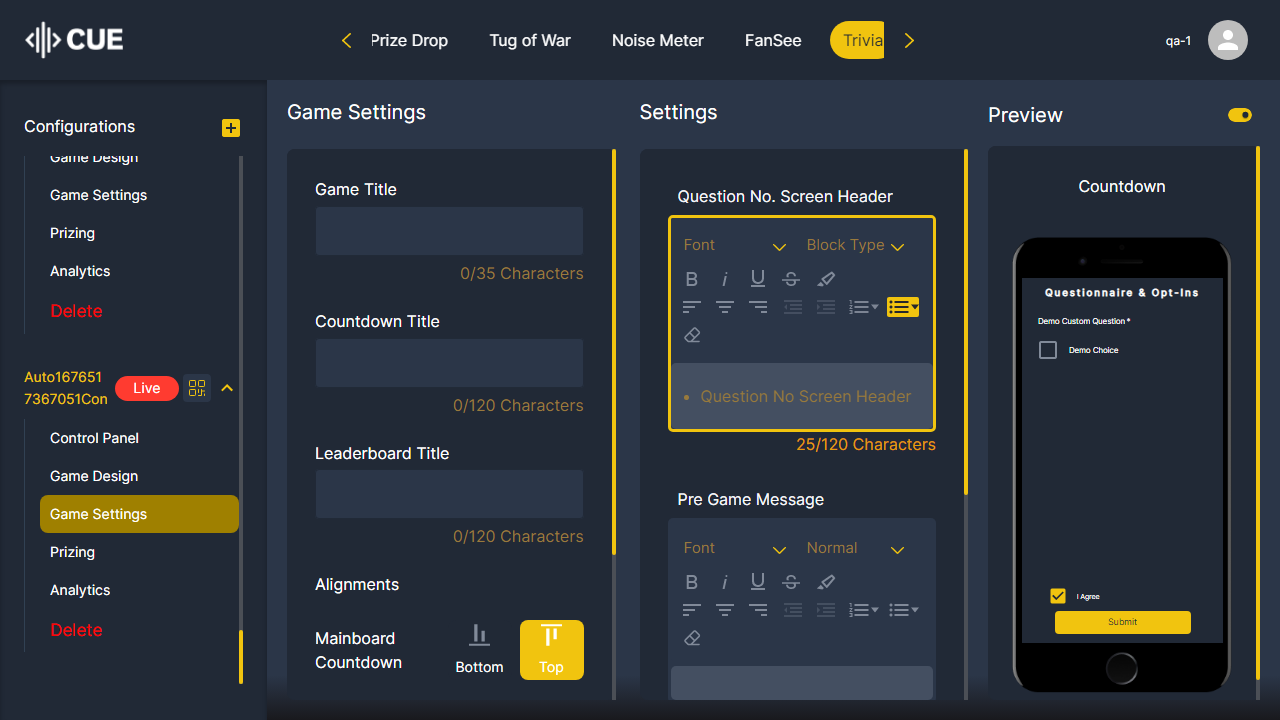 CUE
Prize Drop
Tug of War
Noise Meter
FanSee
Trivia
qa-1
Configurations
Game Design
Game Settings
Prizing
Analytics
Delete
Auto167651
7367051Con
Live
Control Panel
Game Design
Game Settings
Prizing
Analytics
Delete
Game Settings
Game Title
0/35 Characters
Countdown Title
0/120 Characters
Leaderboard Title
0/120 Characters
Alignments
Mainboard
Countdown
Bottom
Top
Settings
Question No. Screen Header
Font
Block Type
B i U S
Question No Screen Header
25/120 Characters
Pre Game Message
Font
Normal
B i U S
Preview
Countdown
Questionnaire & Opt-Ins
Demo Custom Question *
Demo Choice
I Agree
Submit